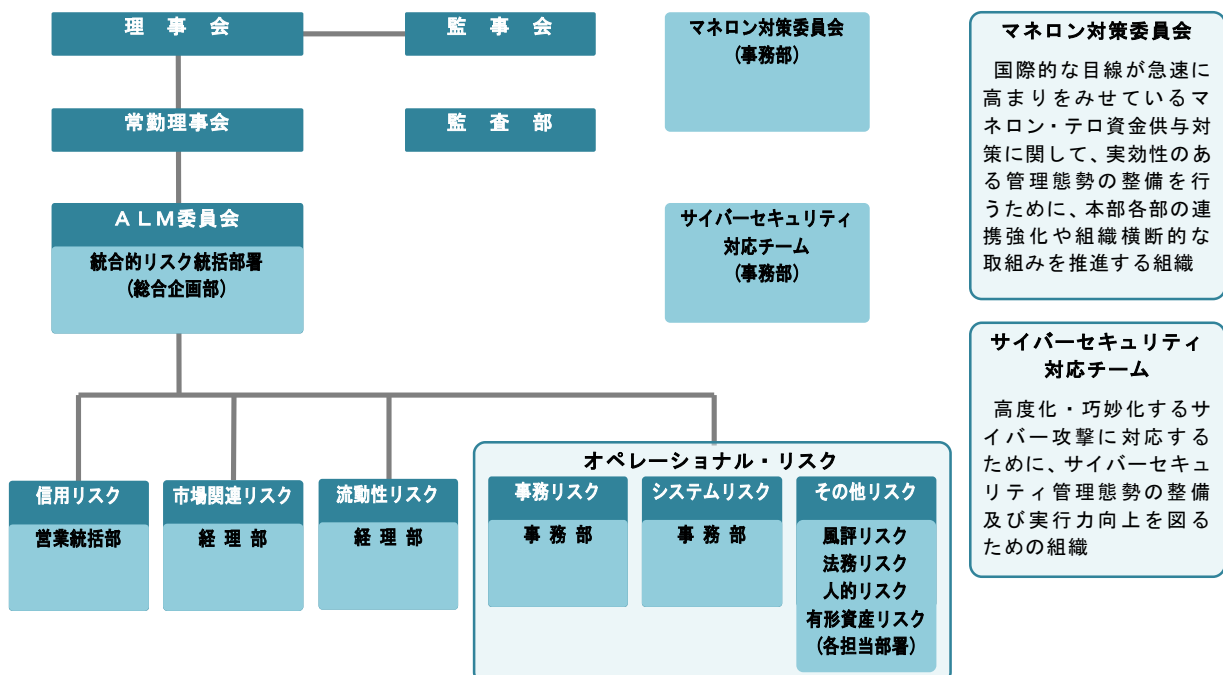 理事会
監事会
常勤理事会
監査部
ALM委員会
統合的リスク統括部署
(総合企画部)
マネロン対策委員会
(事務部)
サイバーセキュリティ
対応チーム
(事務部)
信用リスク
営業統括部
市場関連リスク
経理部
流動性リスク
経理部
オペレーショナル・リスク
事務リスク
事務部
システムリスク
事務部
その他リスク
風評リスク
法務リスク
人的リスク
有形資産リスク
(各担当部署)
マネロン対策委員会
国際的な目線が急速に
高まりをみせているマ
ネロン・テロ資金供与対
策に関して、実効性のあ
る管理態勢の整備を行
うために、本部各部の連
携強化や組織横断的な
取組みを推進する組織
サイバーセキュリティ
対応チーム
高度化・巧妙化するサ
イバー攻撃に対応する
ために、サイバーセキュ
リティ管理態勢の整備
及び実行力向上を図る
ための組織